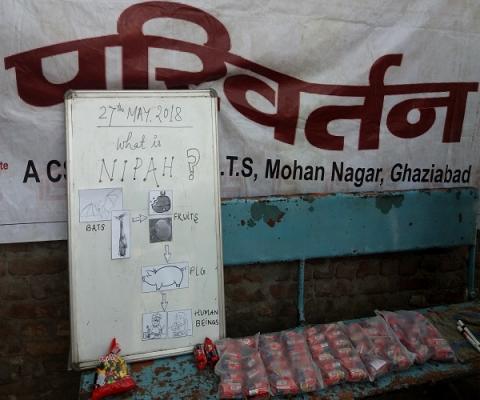 परिवर्तन
A CS
.T.S, Mohan Nagar, Ghaziabad
27th MAY, 2018
What is
NIPAH ?
BATS
FRUITS
PIG
HUMAN
BEINGS